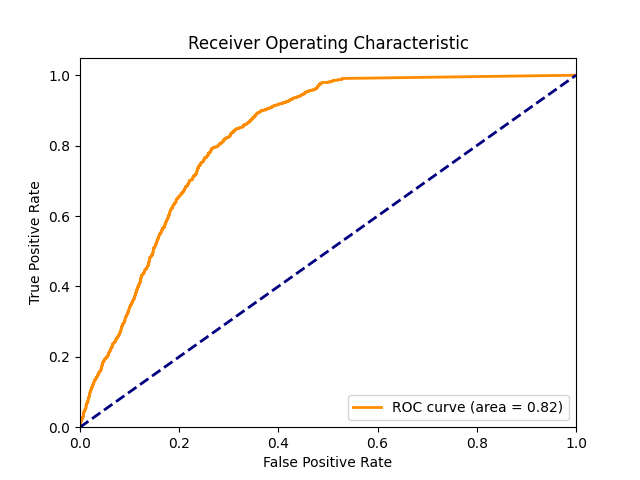 Receiver Operating Characteristic
1.0
0.8
0.6
0.4
0.2
0.0
True Positive Rate
ROC curve (area = 0.82)
0.0 0.2 0.4 0.6 0.8 1.0
False Positive Rate